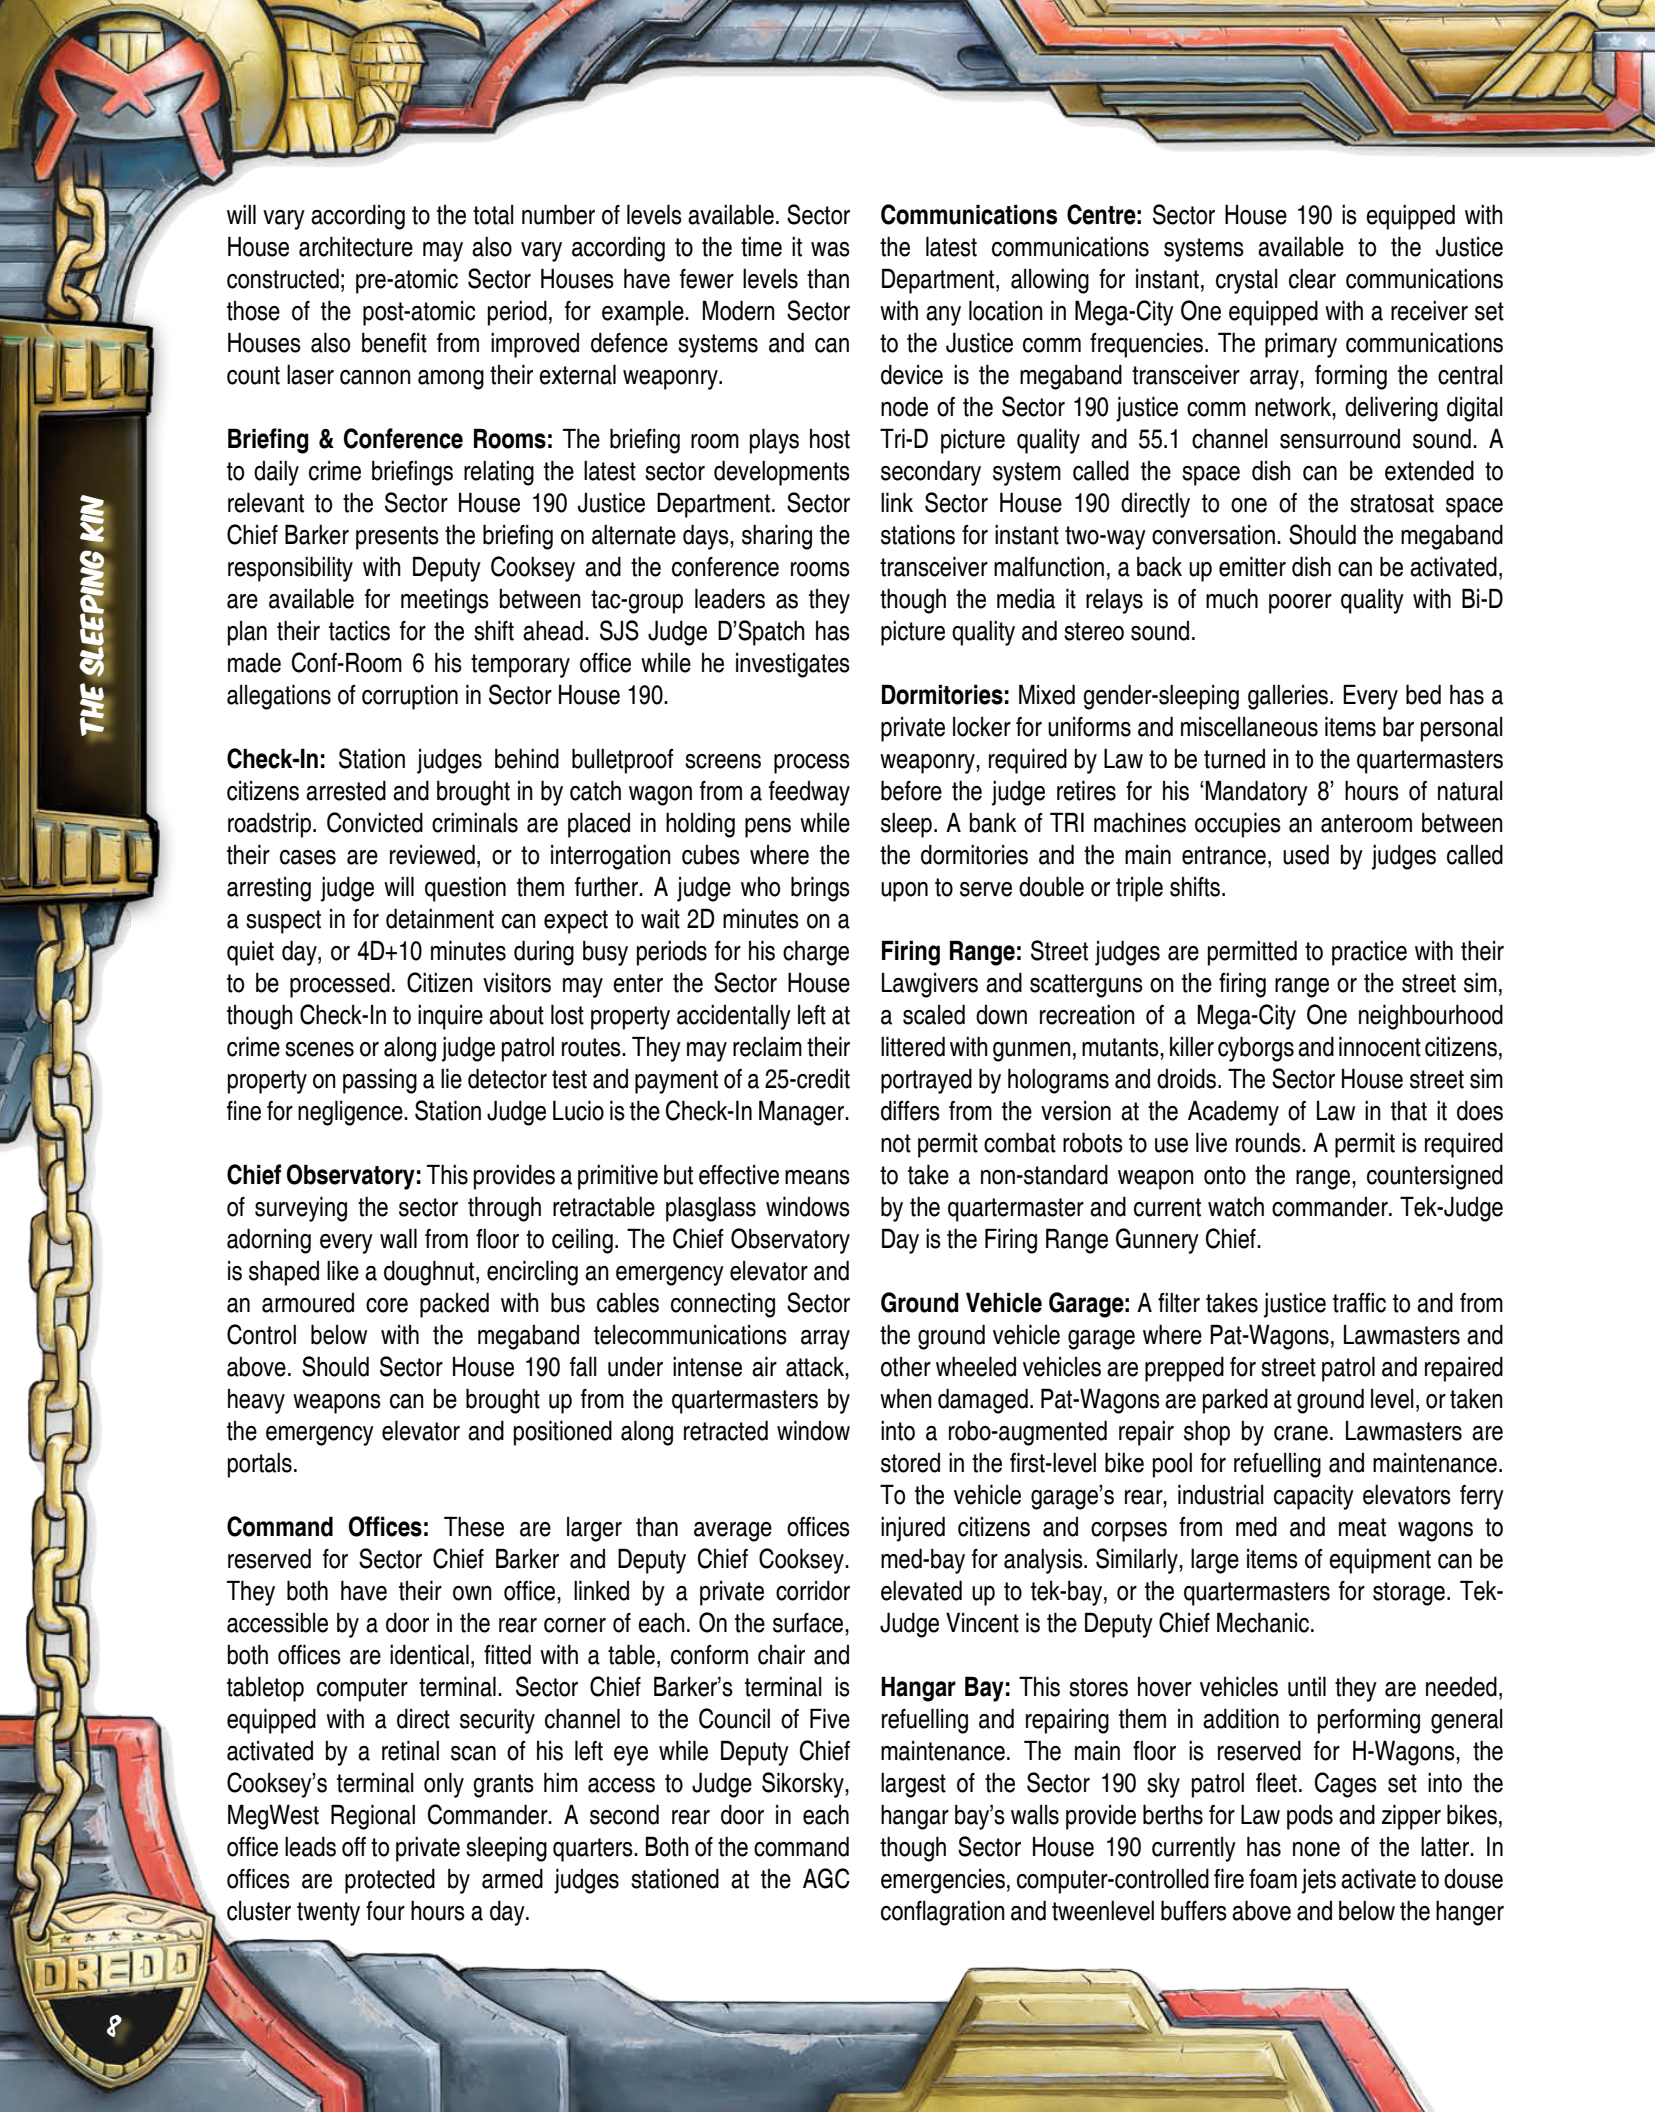 will vary according to the total number of levels available. Sector
House architecture may also vary according to the time it was
constructed; pre-atomic Sector Houses have fewer levels than
those of the post-atomic period, for example. Modern Sector
Houses also benefit from improved defence systems and can
count laser cannon among their external weaponry.
Briefing & Conference Rooms: The briefing room plays host
to daily crime briefings relating the latest sector developments
relevant to the Sector House 190 Justice Department. Sector
Chief Barker presents the briefing on alternate days, sharing the
responsibility with Deputy Cooksey and the conference rooms
are available for meetings between tac-group leaders as they
plan their tactics for the shift ahead. SJS Judge D'Spatch has
made Conf-Room 6 his temporary office while he investigates
allegations of corruption in Sector House 190.
Check-In: Station judges behind bulletproof screens process
citizens arrested and brought in by catch wagon from a feedway
roadstrip. Convicted criminals are placed in holding pens while
their cases are reviewed, or to interrogation cubes where the
arresting judge will question them further. A judge who brings
a suspect in for detainment can expect to wait 2D minutes on a
quiet day, or 4D+10 minutes during busy periods for his charge
to be processed. Citizen visitors may enter the Sector House
though Check-In to inquire about lost property accidentally left at
crime scenes or along judge patrol routes. They may reclaim their
property on passing a lie detector test and payment of a 25-credit
fine for negligence. Station Judge Lucio is the Check-In Manager.
Chief Observatory: This provides a primitive but effective means
of surveying the sector through retractable plasglass windows
adorning every wall from floor to ceiling. The Chief Observatory
is shaped like a doughnut, encircling an emergency elevator and
an armoured core packed with bus cables connecting Sector
Control below with the megaband telecommunications array
above. Should Sector House 190 fall under intense air attack,
heavy weapons can be brought up from the quartermasters by
the emergency elevator and positioned along retracted window
portals.
Command Offices: These are larger than average offices
reserved for Sector Chief Barker and Deputy Chief Cooksey.
They both have their own office, linked by a private corridor
accessible by a door in the rear corner of each. On the surface,
both offices are identical, fitted with a table, conform chair and
tabletop computer terminal. Sector Chief Barker's terminal is
equipped with a direct security channel to the Council of Five
activated by a retinal scan of his left eye while Deputy Chief
Cooksey's terminal only grants him access to Judge Sikorsky,
MegWest Regional Commander. A second rear door in each
office leads off to private sleeping quarters. Both of the command
offices are protected by armed judges stationed at the AGC
cluster twenty four hours a day.
Communications Centre: Sector House 190 is equipped with
the latest communications systems available to the Justice
Department, allowing for instant, crystal clear communications
with any location in Mega-City One equipped with a receiver set
to the Justice comm frequencies. The primary communications
device is the megaband transceiver array, forming the central
node of the Sector 190 justice comm network, delivering digital
Tri-D picture quality and 55.1 channel sensurround sound. A
secondary system called the space dish can be extended to
link Sector House 190 directly to one of the stratosat space
stations for instant two-way conversation. Should the megaband
transceiver malfunction, a back up emitter dish can be activated,
though the media it relays is of much poorer quality with Bi-D
picture quality and stereo sound.
Dormitories: Mixed gender-sleeping galleries. Every bed has a
private locker for uniforms and miscellaneous items bar personal
weaponry, required by Law to be turned in to the quartermasters
before the judge retires for his 'Mandatory 8' hours of natural
sleep. A bank of TRI machines occupies an anteroom between
the dormitories and the main entrance, used by judges called
upon to serve double or triple shifts.
Firing Range: Street judges are permitted to practice with their
Lawgivers and scatterguns on the firing range or the street sim,
a scaled down recreation of a Mega-City One neighbourhood
littered with gunmen, mutants, killer cyborgs and innocent citizens,
portrayed by holograms and droids. The Sector House street sim
differs from the version at the Academy of Law in that it does
not permit combat robots to use live rounds. A permit is required
to take a non-standard weapon onto the range, countersigned
by the quartermaster and current watch commander. Tek-Judge
Day is the Firing Range Gunnery Chief.
Ground Vehicle Garage: A filter takes justice traffic to and from
the ground vehicle garage where Pat-Wagons, Lawmasters and
other wheeled vehicles are prepped for street patrol and repaired
when damaged. Pat-Wagons are parked at ground level, or taken
into a robo-augmented repair shop by crane. Lawmasters are
stored in the first-level bike pool for refuelling and maintenance.
To the vehicle garage's rear, industrial capacity elevators ferry
injured citizens and corpses from med and meat wagons to
med-bay for analysis. Similarly, large items of equipment can be
elevated up to tek-bay, or the quartermasters for storage. Tek-
Judge Vincent is the Deputy Chief Mechanic.
Hangar Bay: This stores hover vehicles until they are needed,
refuelling and repairing them in addition to performing general
maintenance. The main floor is reserved for H-Wagons, the
largest of the Sector 190 sky patrol fleet. Cages set into the
hangar bay's walls provide berths for Law pods and zipper bikes,
though Sector House 190 currently has none of the latter. In
emergencies, computer-controlled fire foam jets activate to douse
conflagration and tweenlevel buffers above and below the hanger
THE SLEEPING KIN
DREDD
8